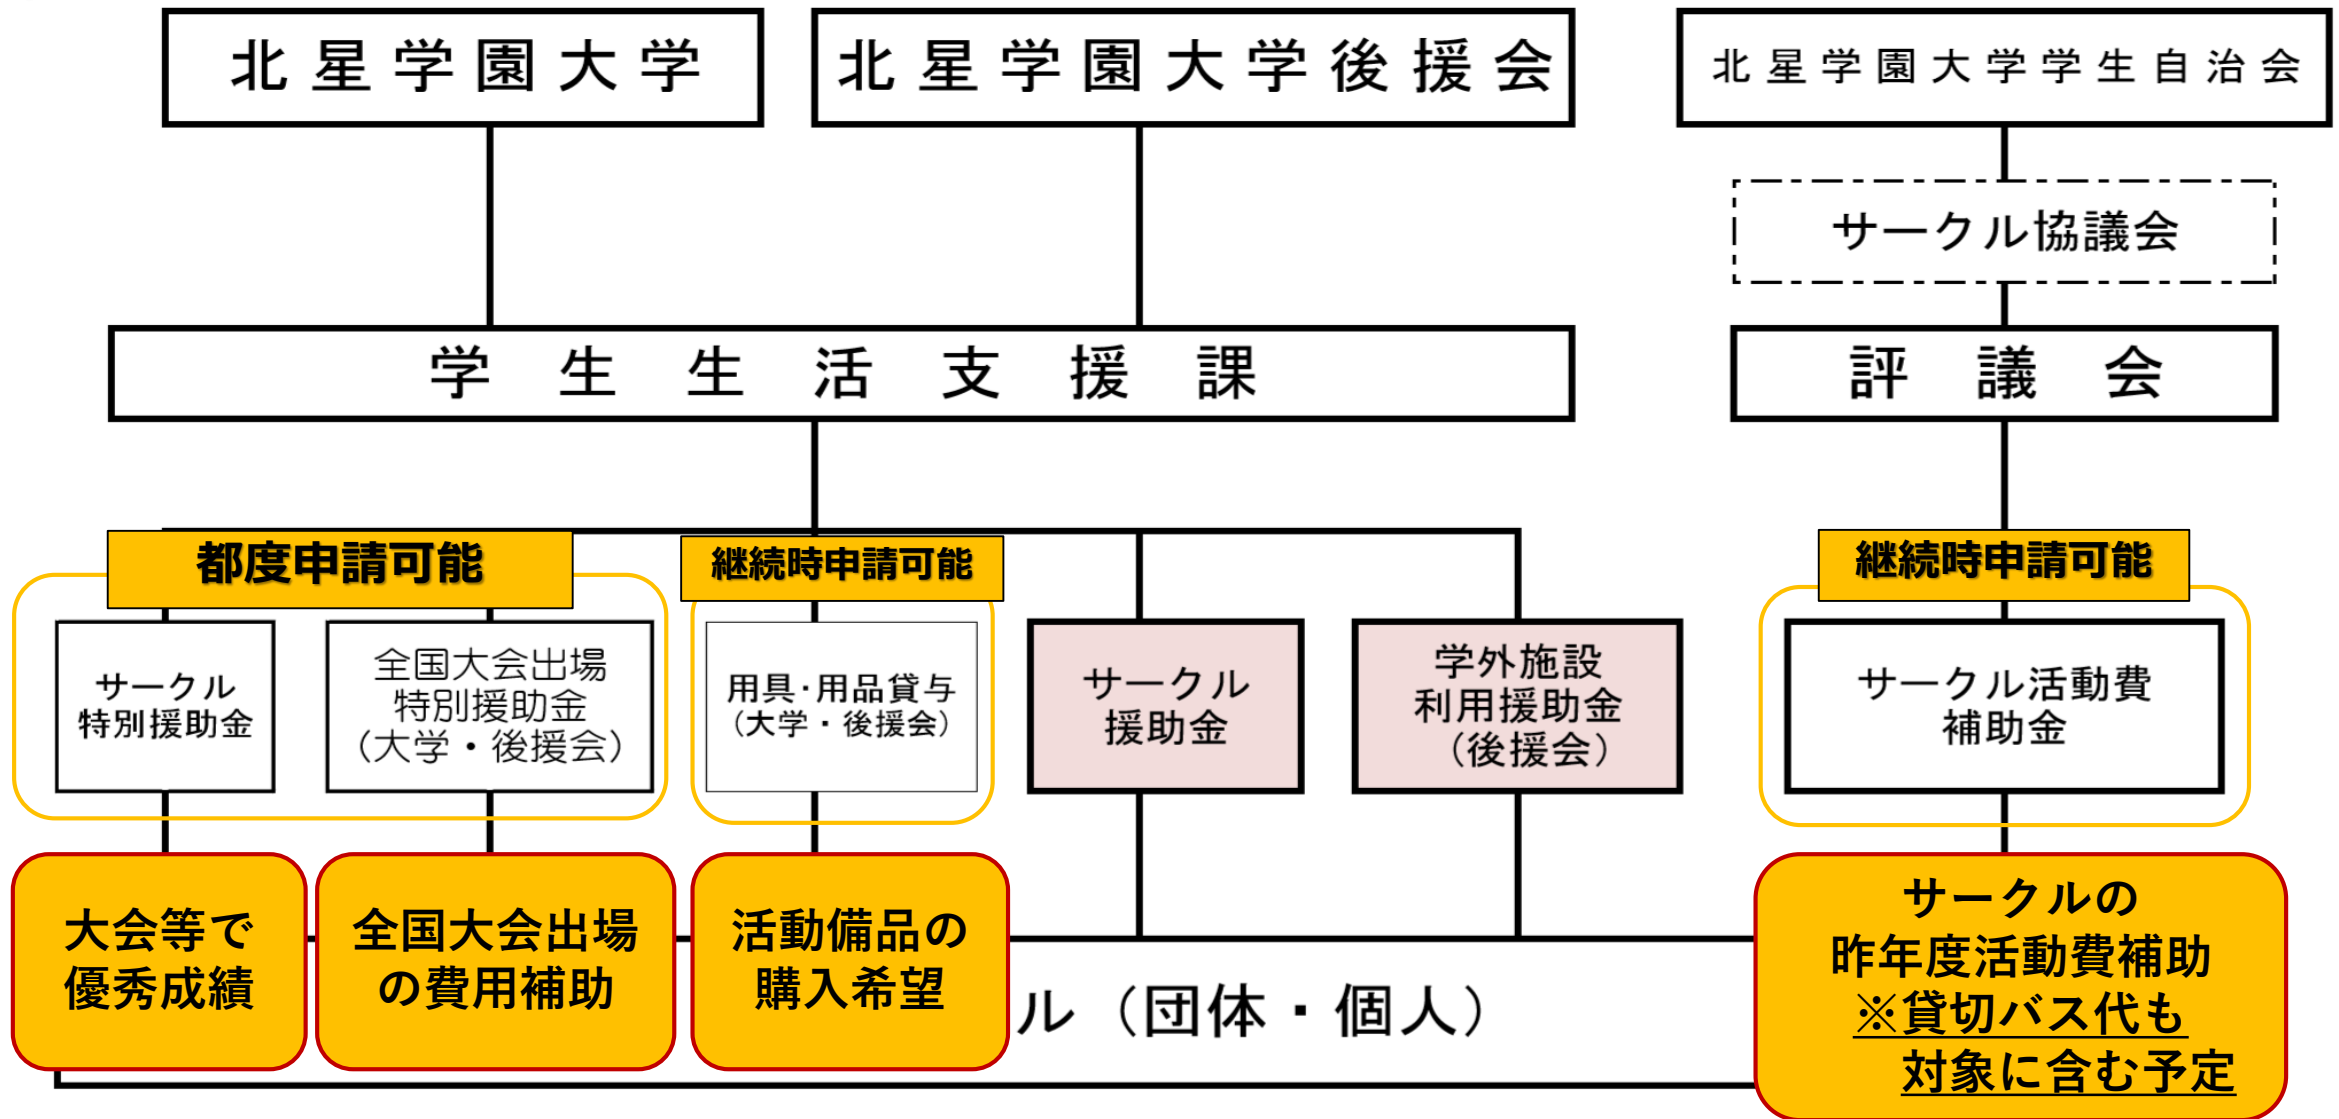 北星学園大学
北星学園大学後援会
北星学園大学学生自治会
サークル協議会
学生生活支援課
評議会
都度申請可能
継続時申請可能
継続時申請可能
サークル
特別援助金
全国大会出場
特別援助金
（大学・後援会）
用具・用品貸与
（大学・後援会）
サークル
援助金
学外施設
利用援助金
（後援会）
サークル活動費
補助金
大会等で
優秀成績
全国大会出場
の費用補助
活動備品の
購入希望
ル（団体・個人）
サークルの
昨年度活動費補助
※貸切バス代も
対象に含む予定